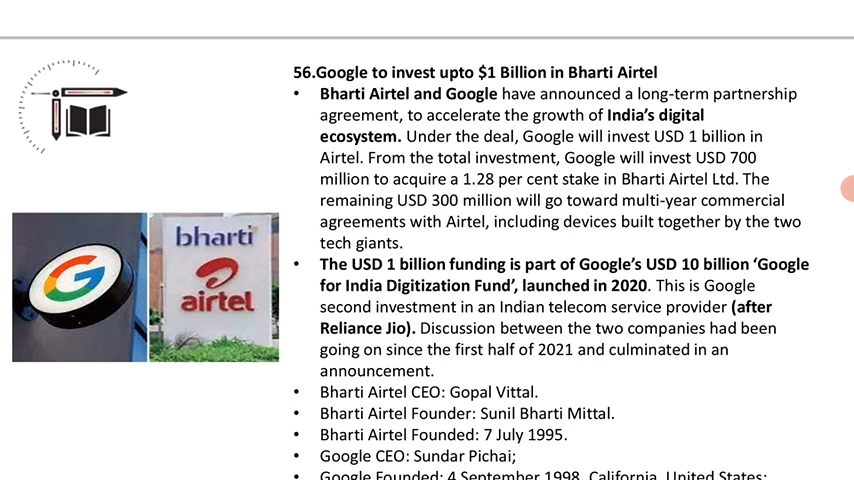 56.Google to invest upto $1 Billion in Bharti Airtel
• Bharti Airtel and Google have announced a long-term partnership
agreement, to accelerate the growth of India's digital
ecosystem. Under the deal, Google will invest USD 1 billion in
Airtel. From the total investment, Google will invest USD 700
million to acquire a 1.28 per cent stake in Bharti Airtel Ltd. The
remaining USD 300 million will go toward multi-year commercial
agreements with Airtel, including devices built together by the two
tech giants.
• The USD 1 billion funding is part of Google's USD 10 billion 'Google
for India Digitization Fund', launched in 2020. This is Google
second investment in an Indian telecom service provider (after
Reliance Jio). Discussion between the two companies had been
going on since the first half of 2021 and culminated in an
announcement.
• Bharti Airtel CEO: Gopal Vittal.
• Bharti Airtel Founder: Sunil Bharti Mittal.
• Bharti Airtel Founded: 7 July 1995.
• Google CEO: Sundar Pichai;
• Google Founded: 4 September 1998, California, United States;
G
bharti
airtel